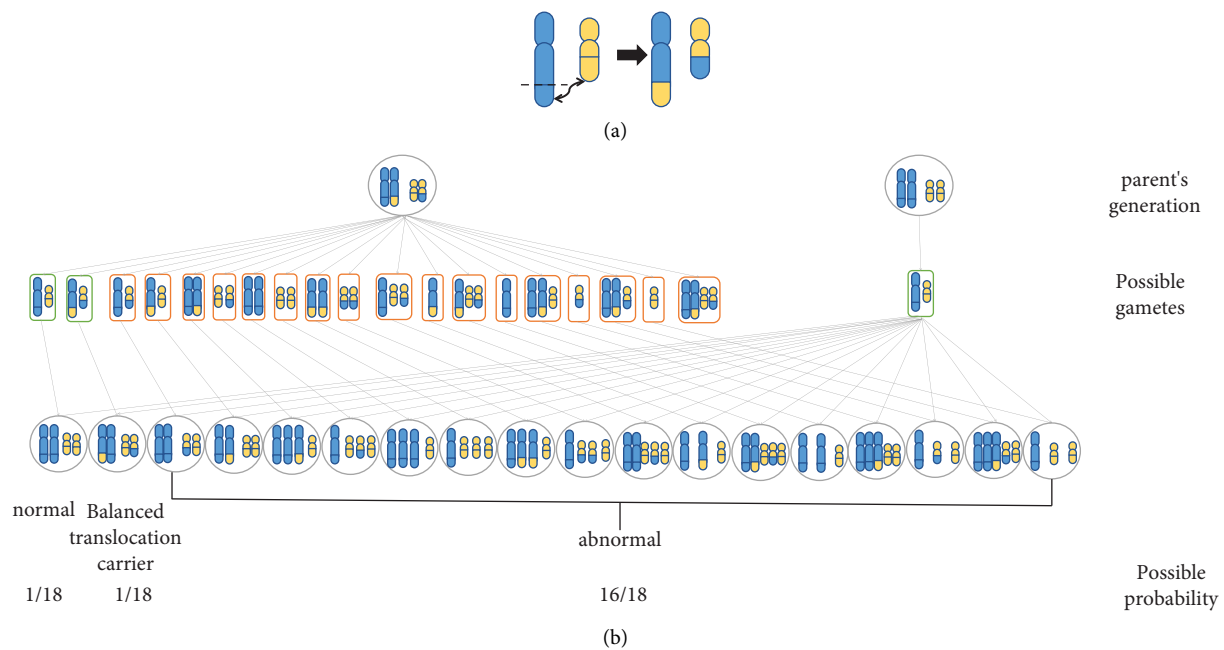 (a)
parent's
generation
Possible
gametes
normal
Balanced
translocation
carrier
abnormal
1/18
1/18
16/18
Possible
probability
(b)